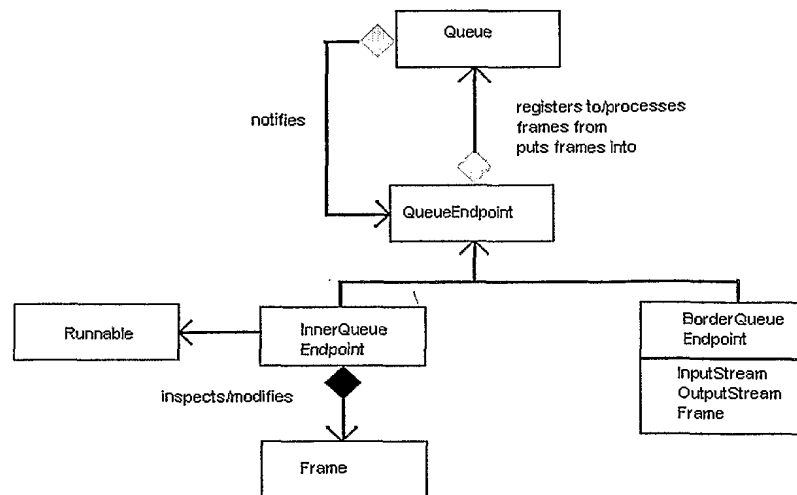 Queue
notifies
registers to/processes
frames from
puts frames into
QueueEndpoint
Runnable
InnerQueue
Endpoint
BorderQueue
Endpoint
InputStream
OutputStream
Frame
inspects/modifies
Frame